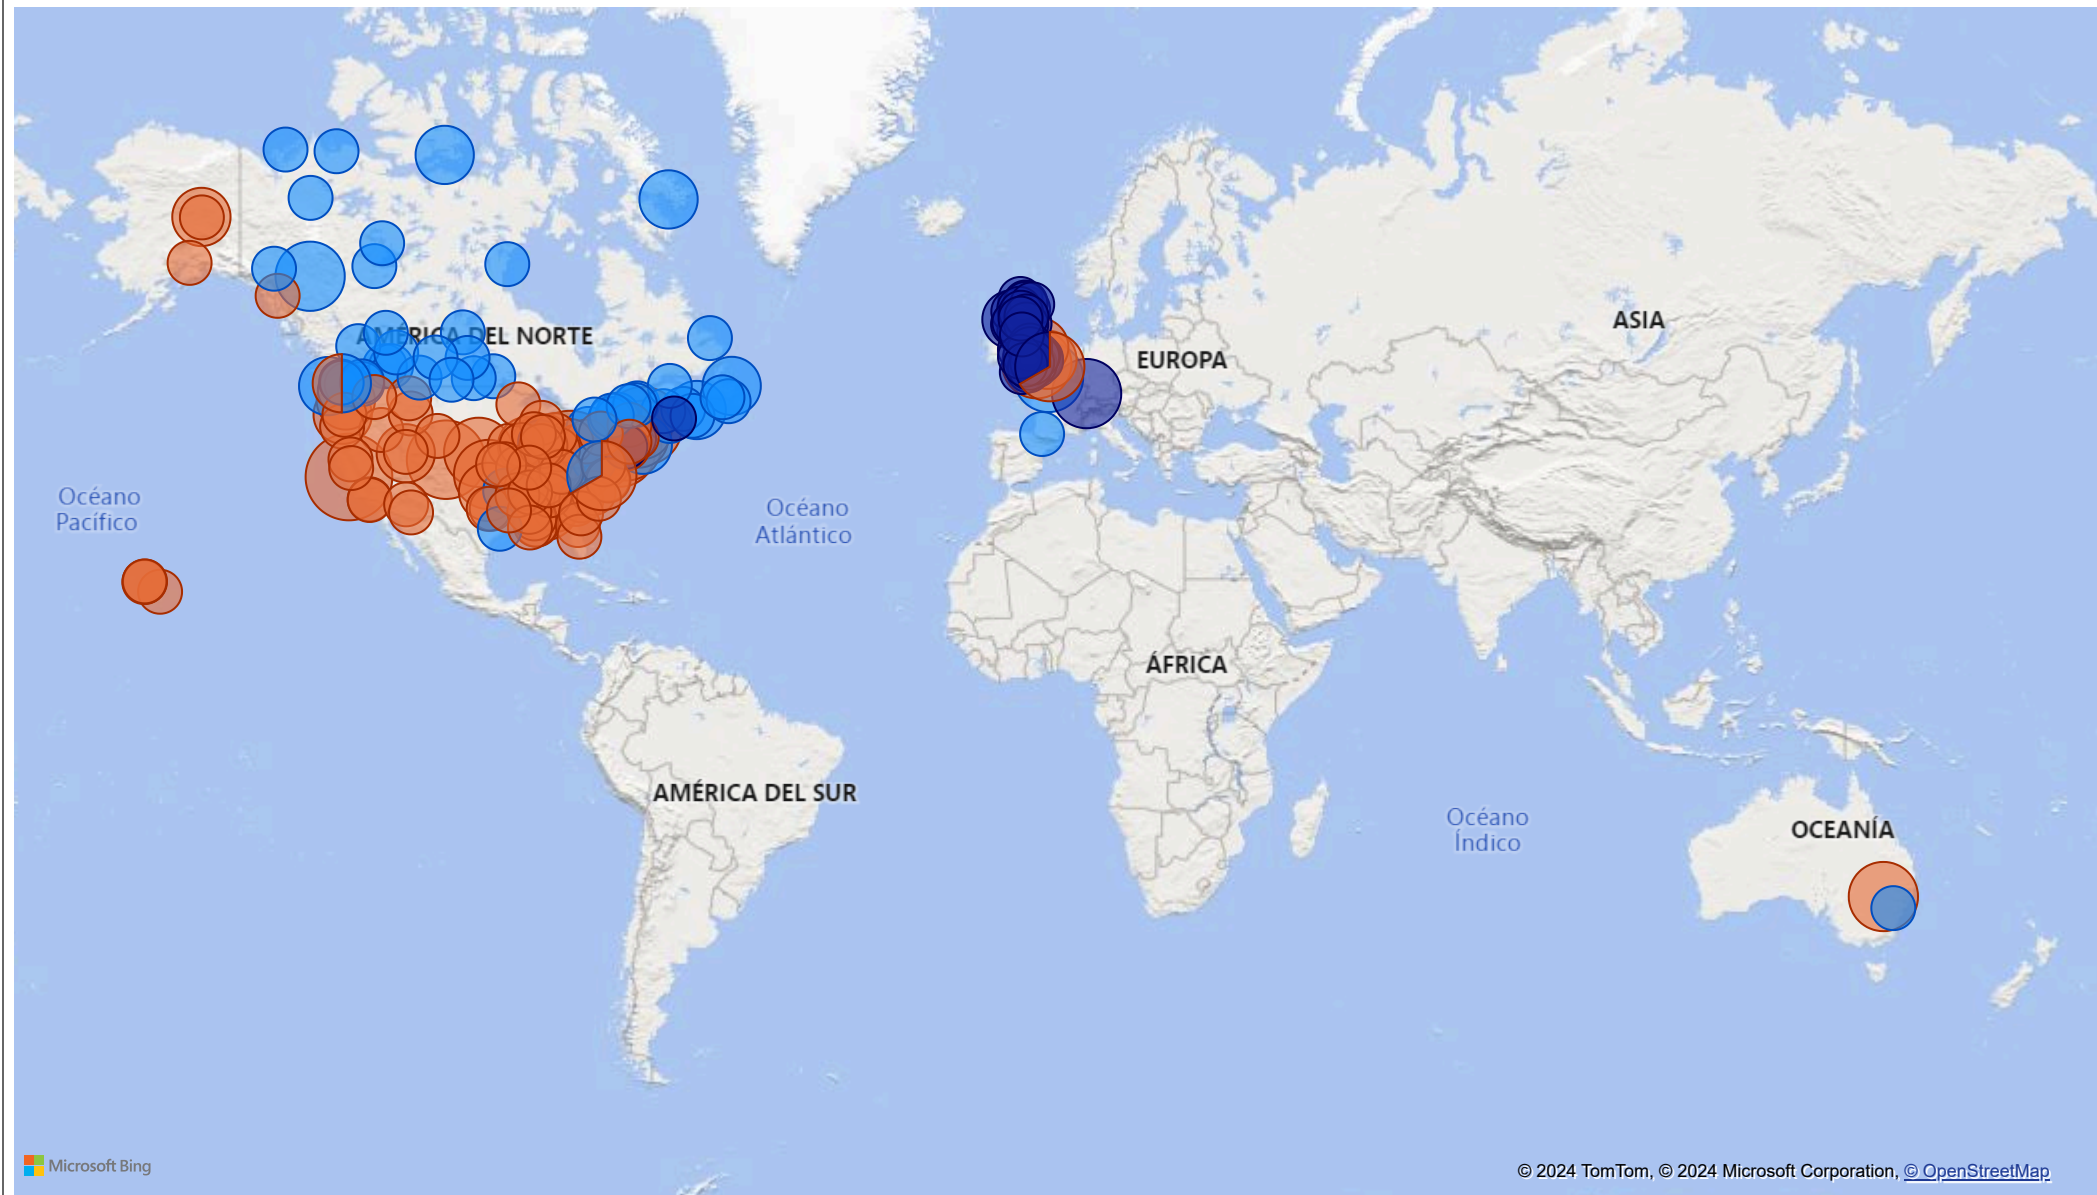 AMÉRICA DEL NORTE
ASIA
EUROPA
Océano
Pacífico
Océano
Atlántico
ÁFRICA
AMÉRICA DEL SUR
Océano
Índico
OCEANÍA
Microsoft Bing
© 2024 TomTom, © 2024 Microsoft Corporation, © OpenStreetMap